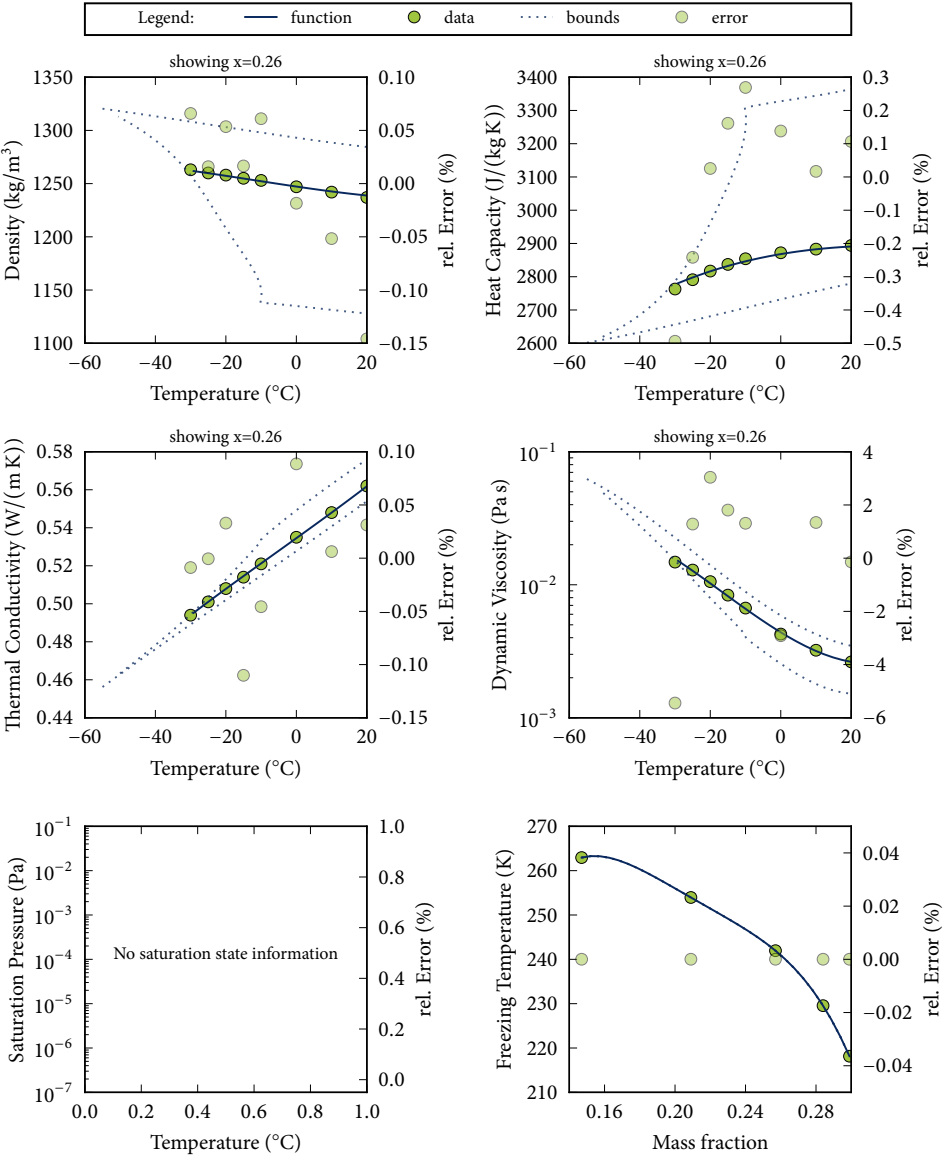 Legend: function data bounds error
showing x=0.26
1350
1300
1250
1200
1150
1100
Density (kg/m³)
0.10
0.05
0.00
−0.05
−0.10
−0.15
rel. Error (%)
−60 −40 −20 0 20
Temperature (°C)
showing x=0.26
3400
3300
3200
3100
3000
2900
2800
2700
2600
Heat Capacity (J/(kg K))
0.3
0.2
0.1
0.0
−0.1
−0.2
−0.3
−0.4
−0.5
rel. Error (%)
−60 −40 −20 0 20
Temperature (°C)
showing x=0.26
0.58
0.56
0.54
0.52
0.50
0.48
0.46
0.44
Thermal Conductivity (W/(m K))
0.10
0.05
0.00
−0.05
−0.10
−0.15
rel. Error (%)
−60 −40 −20 0 20
Temperature (°C)
showing x=0.26
10⁻¹
10⁻²
10⁻³
Dynamic Viscosity (Pa s)
4
2
0
−2
−4
−6
rel. Error (%)
−60 −40 −20 0 20
Temperature (°C)
10⁻¹
10⁻²
10⁻³
10⁻⁴
10⁻⁵
10⁻⁶
10⁻⁷
Saturation Pressure (Pa)
No saturation state information
1.0
0.8
0.6
0.4
0.2
0.0
rel. Error (%)
0.0 0.2 0.4 0.6 0.8 1.0
Temperature (°C)
270
260
250
240
230
220
210
Freezing Temperature (K)
0.04
0.02
0.00
−0.02
−0.04
rel. Error (%)
0.16 0.20 0.24 0.28
Mass fraction